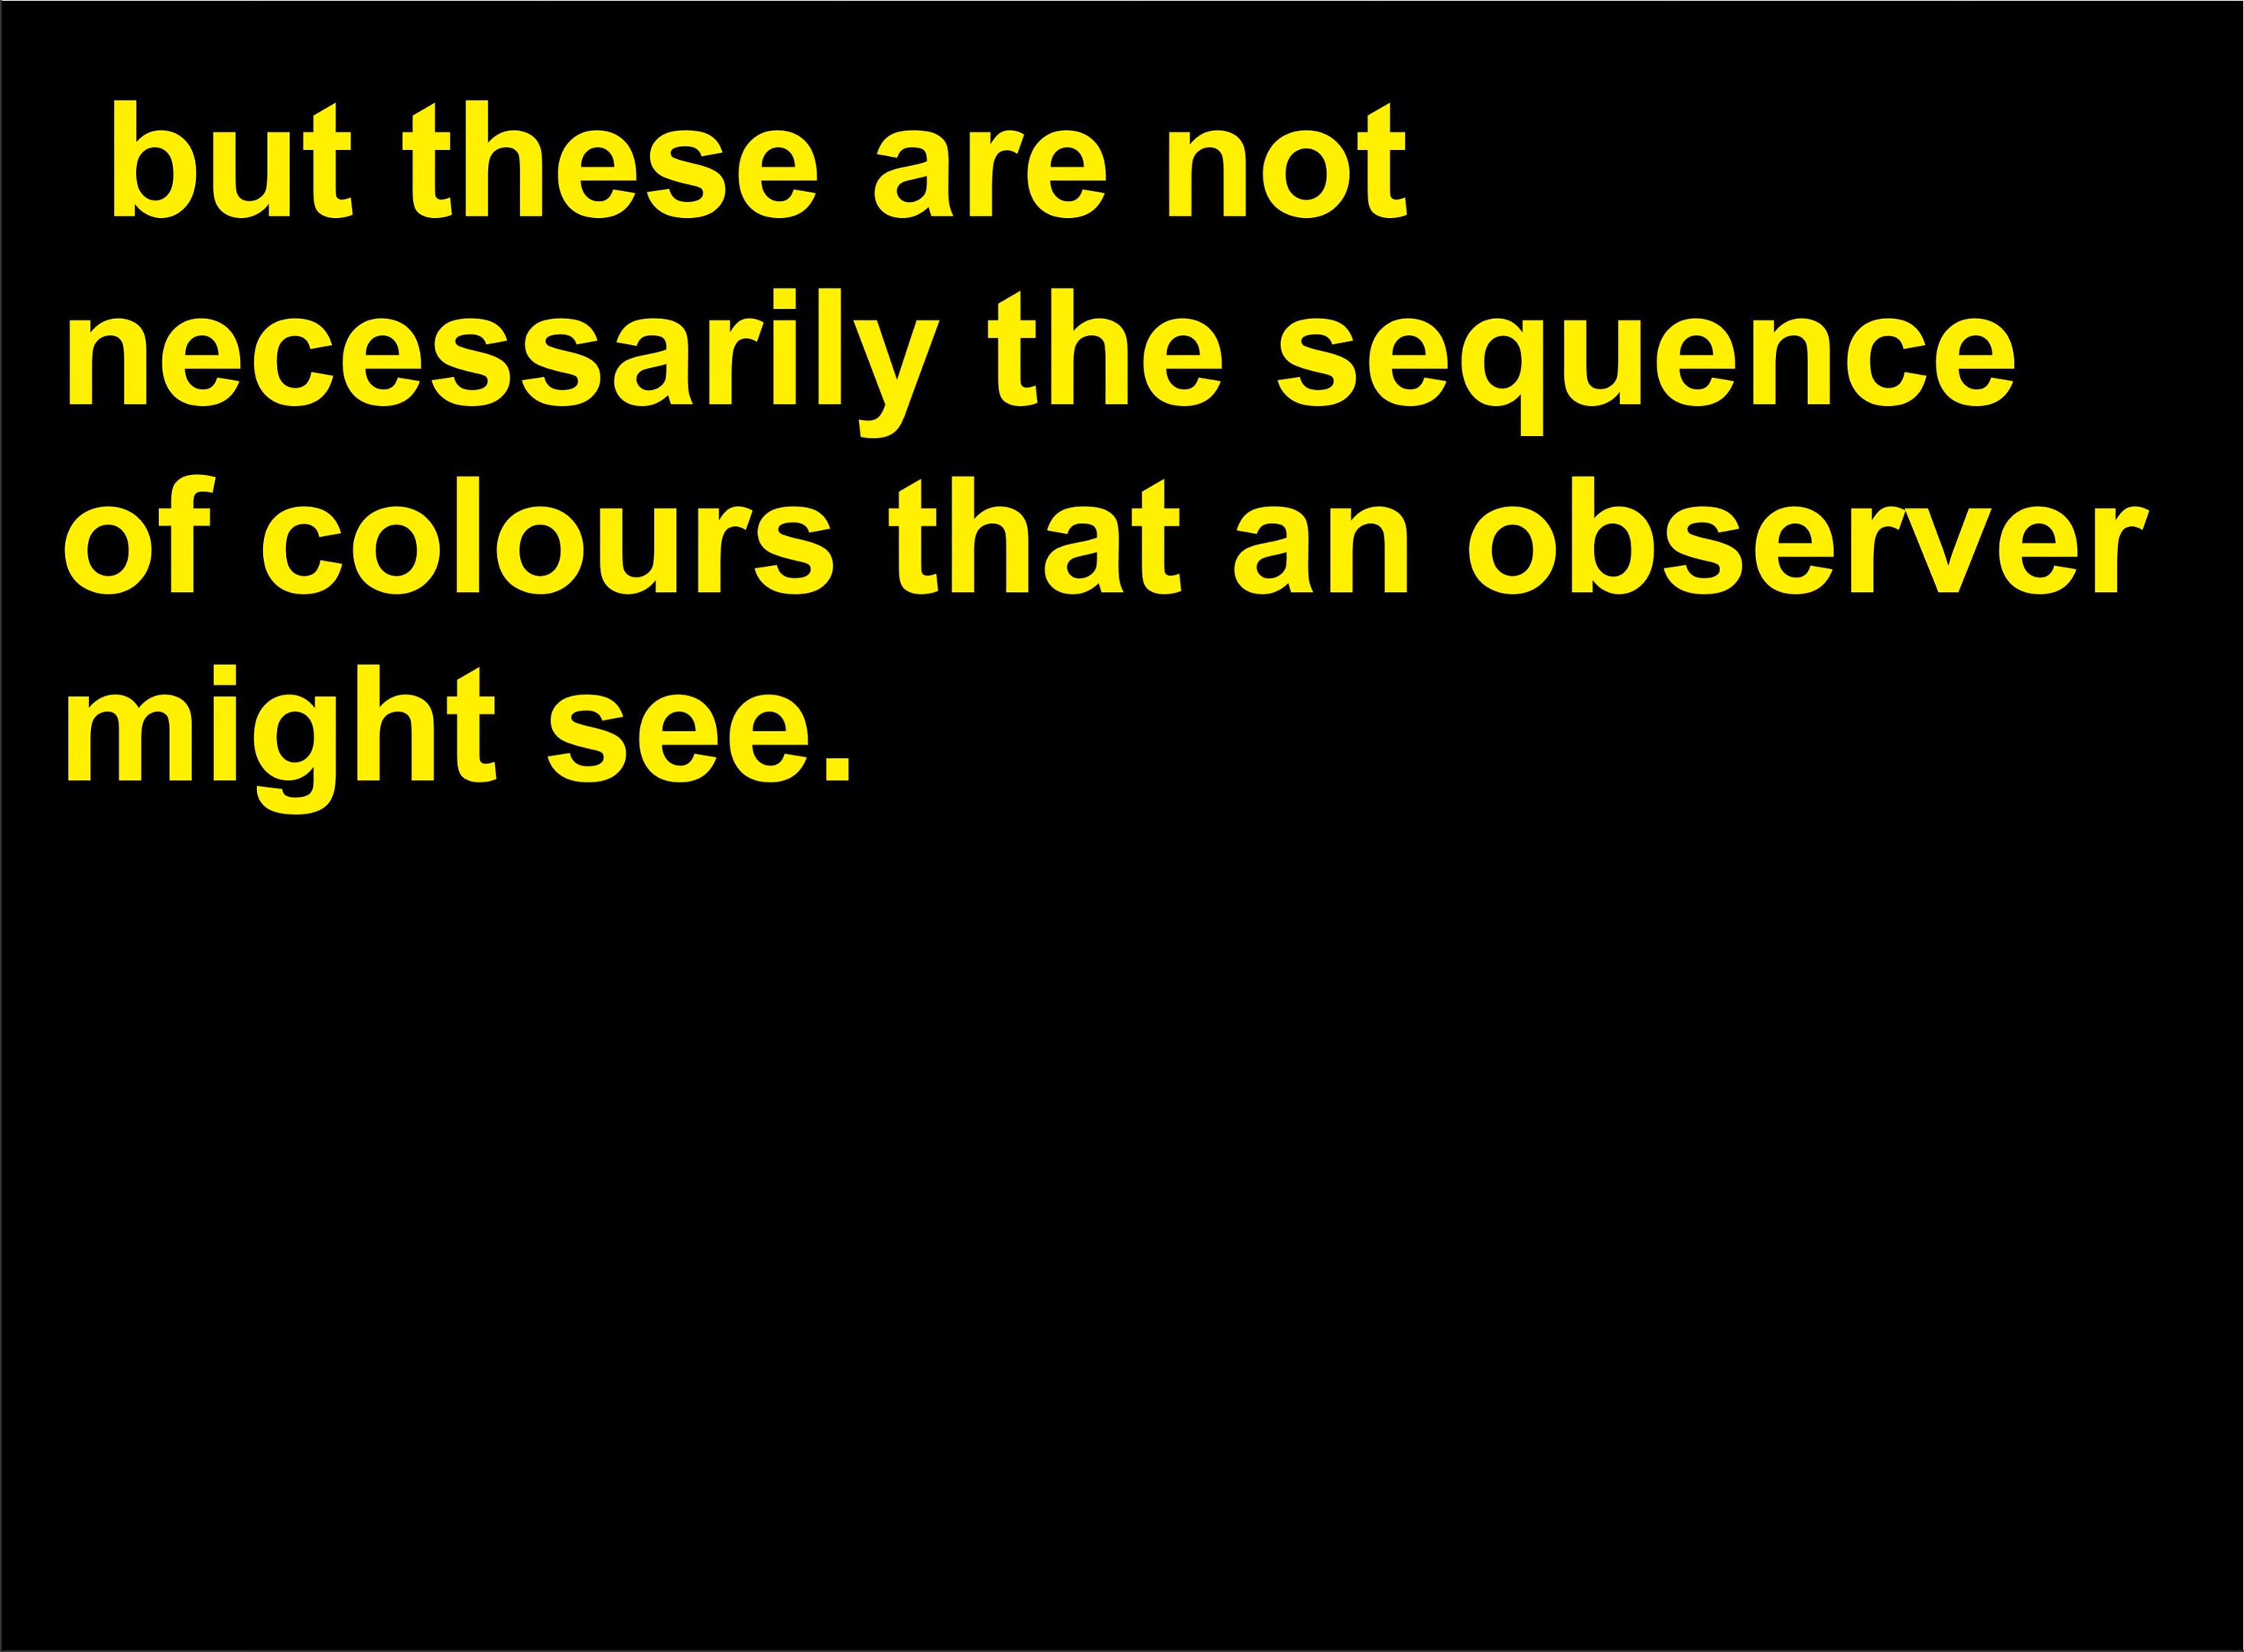 but these are not
necessarily the sequence
of colours that an observer
might see.